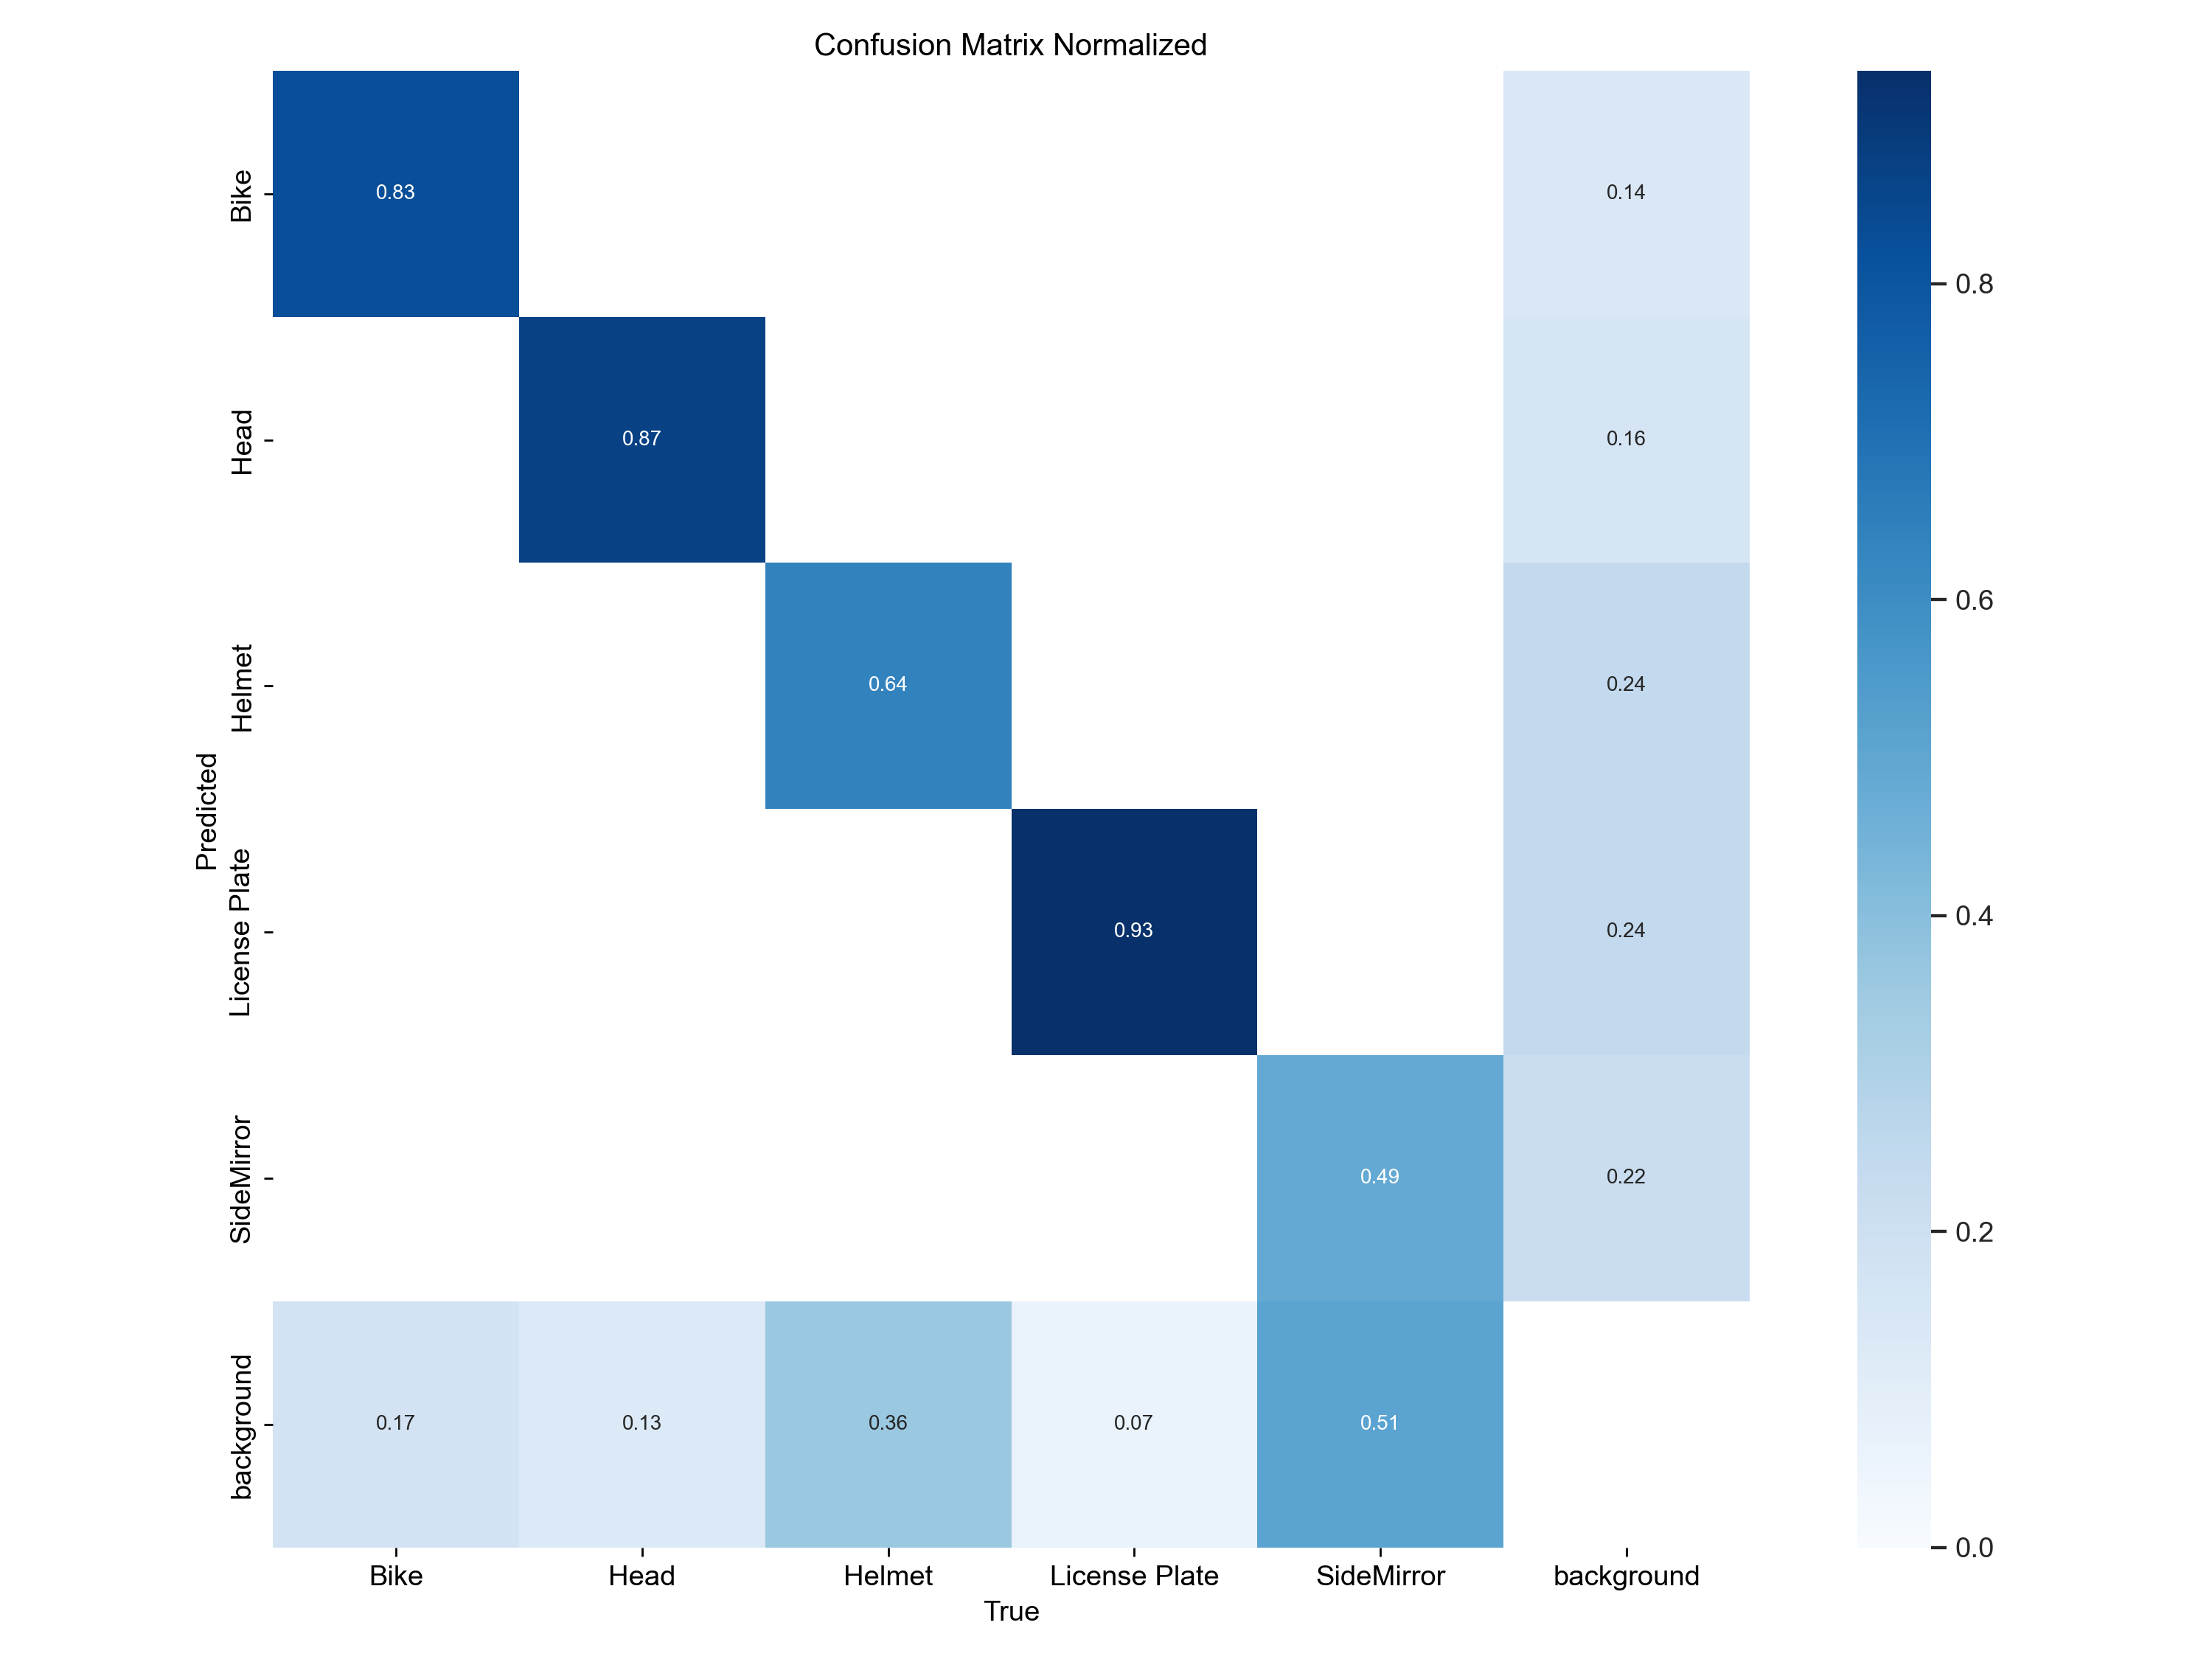 Confusion Matrix Normalized
Predicted
Bike
0.83
0.14
Head
0.87
0.16
Helmet
0.64
0.24
License Plate
0.93
0.24
SideMirror
0.49
0.22
background
0.17
0.13
0.36
0.07
0.51
Bike
Head
Helmet
License Plate
SideMirror
background
True
0.8
0.6
0.4
0.2
0.0